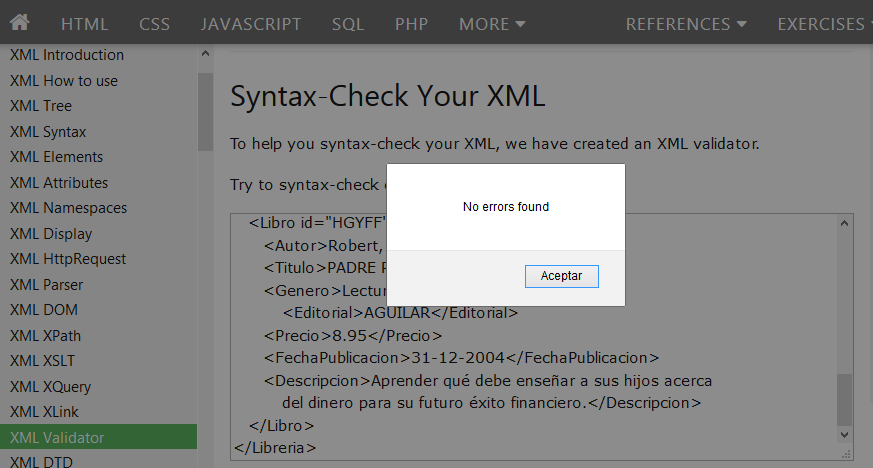 HTML CSS JAVASCRIPT SQL PHP MORE REFERENCES EXERCISES
XML Introduction
XML How to use
XML Tree
XML Syntax
XML Elements
XML Attributes
XML Namespaces
XML Display
XML HttpRequest
XML Parser
XML DOM
XML XPath
XML XSLT
XML XQuery
XML XLink
XML Validator
XML DTD
Syntax-Check Your XML
To help you syntax-check your XML, we have created an XML validator.
Try to syntax-check
<Libro id="HGYFF"
<Autor>Robert,
<Titulo>PADRE
<Genero>Lectur
<Editorial>AGUILAR</Editorial>
<Precio>8.95</Precio>
<FechaPublicacion>31-12-2004</FechaPublicacion>
<Descripcion>Aprender qué debe enseñar a sus hijos acerca
del dinero para su futuro éxito financiero.</Descripcion>
</Libro>
</Libreria>
No errors found
Aceptar